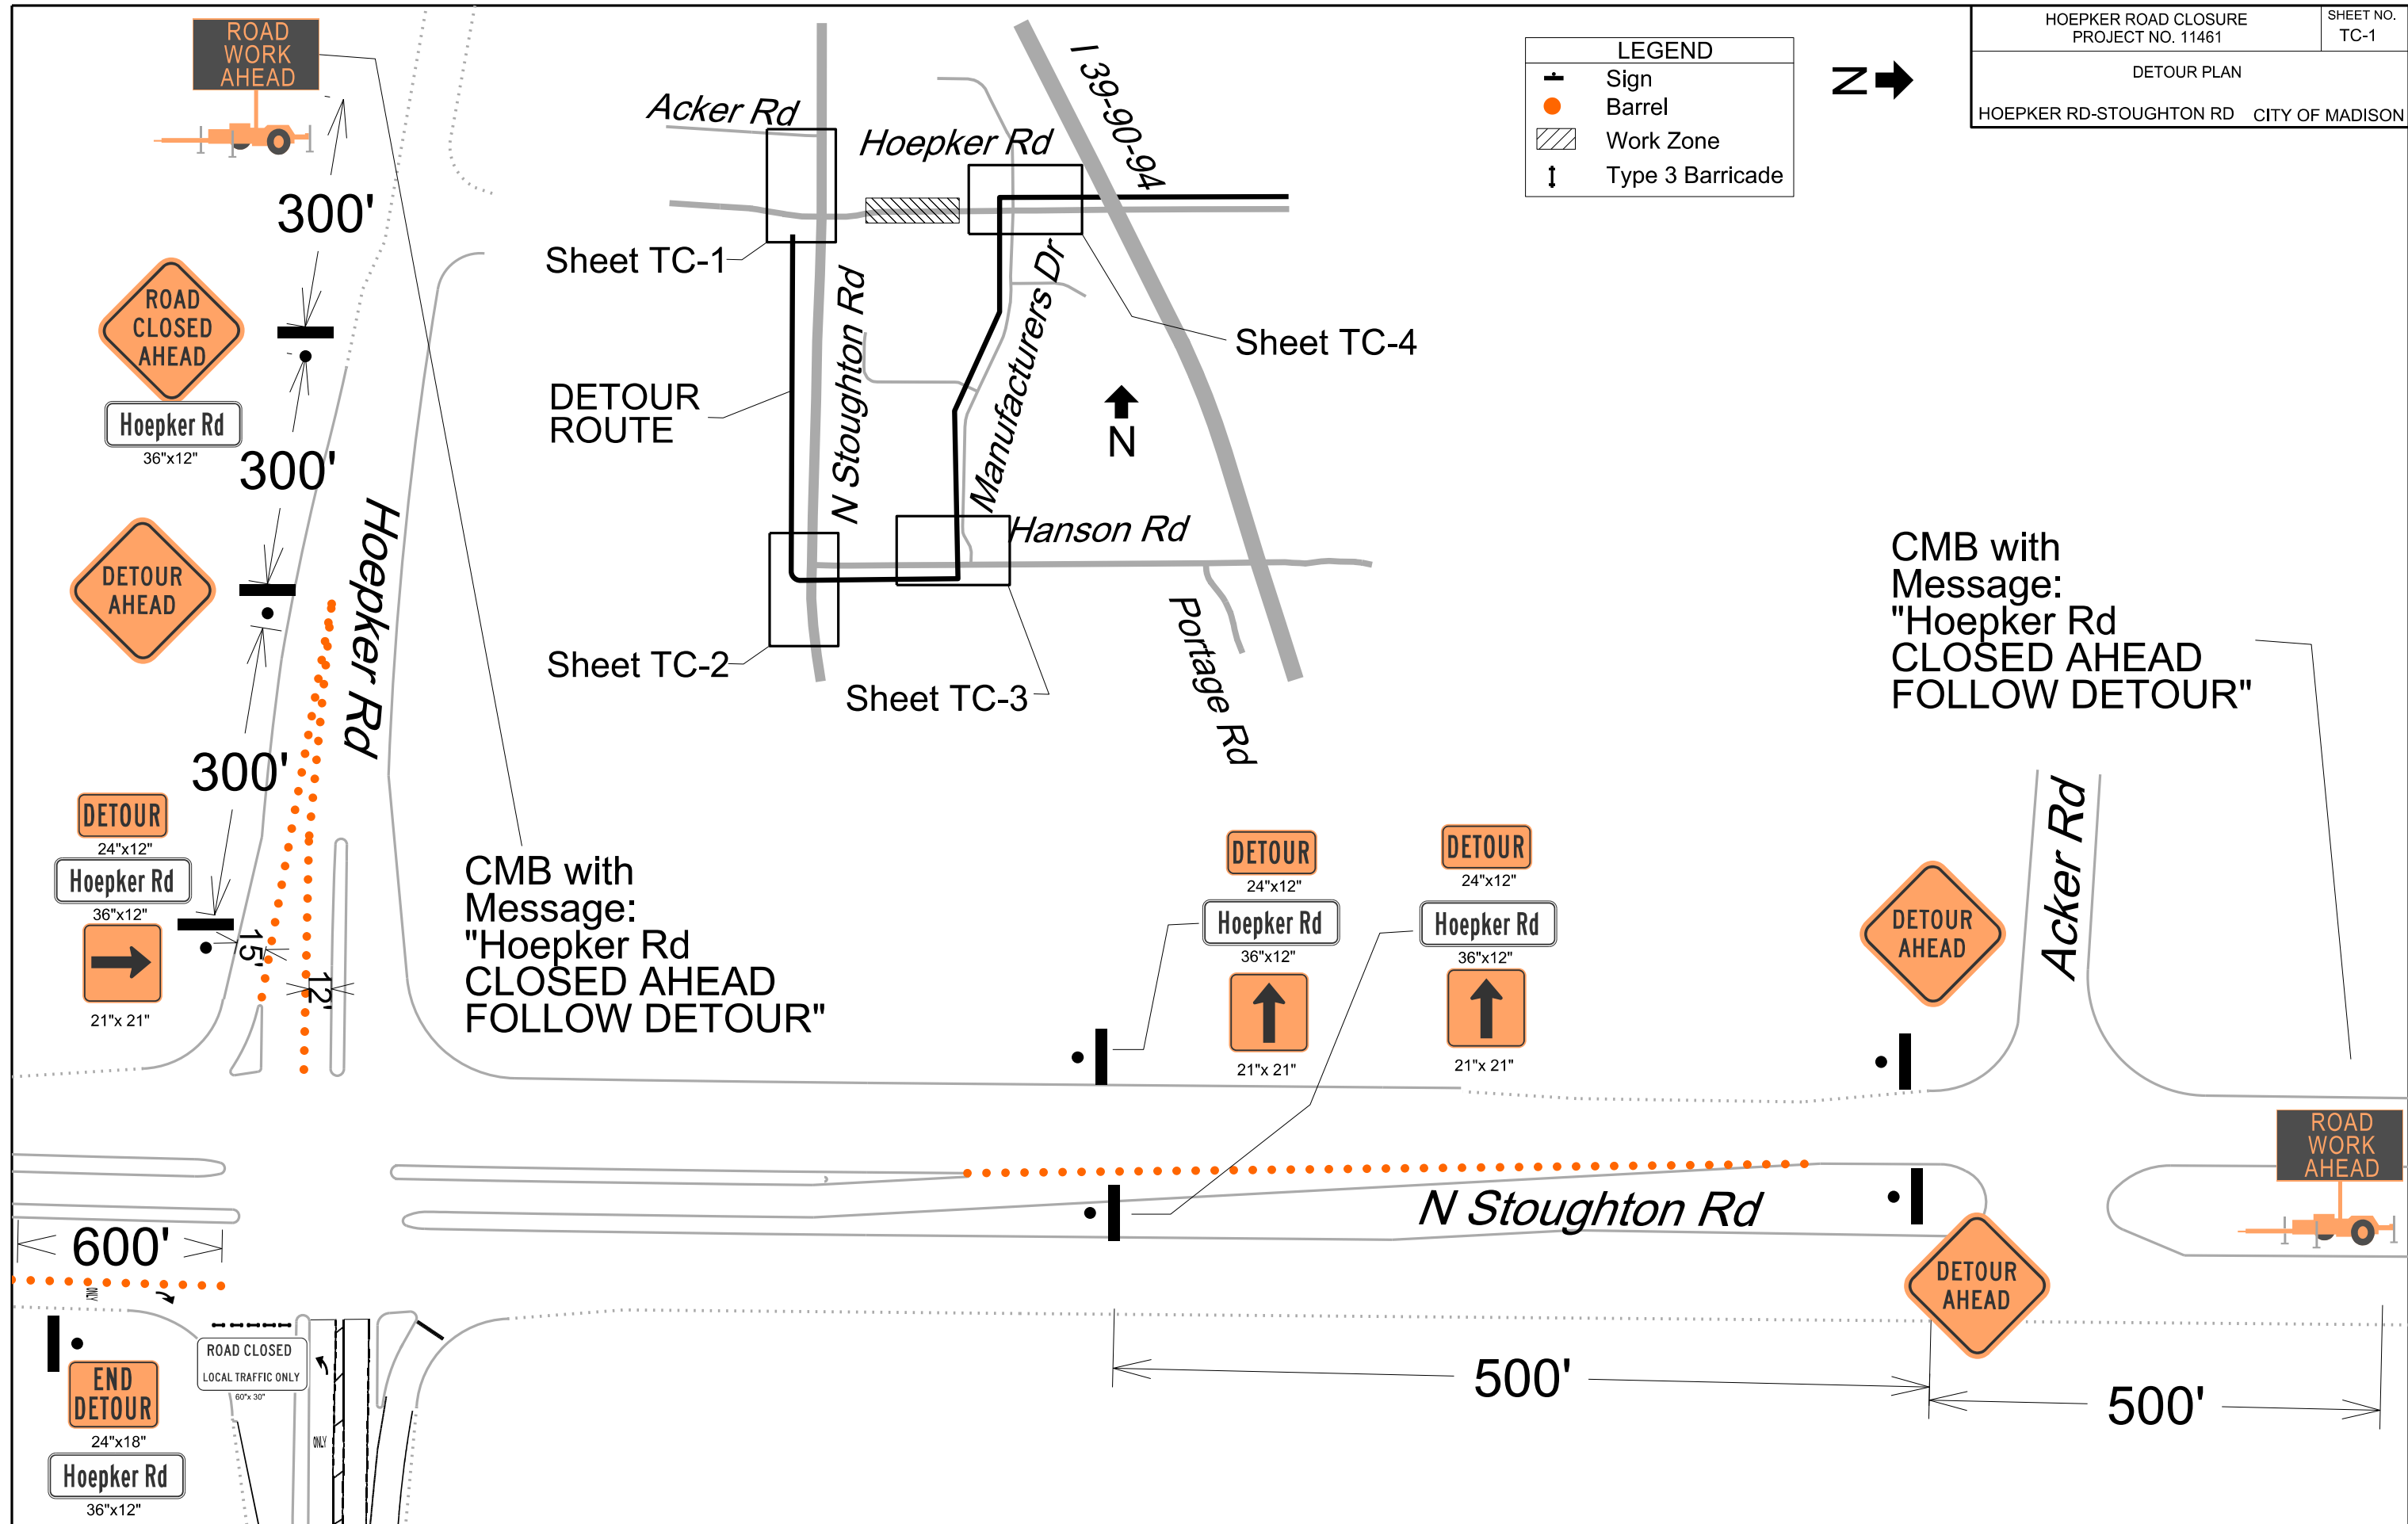 HOEPKER ROAD CLOSURE
PROJECT NO. 11461
SHEET NO.
TC-1
DETOUR PLAN
HOEPKER RD-STOUGHTON RD CITY OF MADISON
LEGEND
Sign
Barrel
Work Zone
Type 3 Barricade
N
ROAD
WORK
AHEAD
300'
ROAD
CLOSED
AHEAD
Hoepker Rd
36"x12"
300'
DETOUR
AHEAD
Hoepker Rd
300'
DETOUR
24"x12"
Hoepker Rd
36"x12"
21"x 21"
15'
12'
Acker Rd
Hoepker Rd
I 39-90-94
Sheet TC-1
N Stoughton Rd
Manufacturers Dr
Sheet TC-4
DETOUR
ROUTE
N
Hanson Rd
Sheet TC-2
Sheet TC-3
Portage Rd
CMB with
Message:
"Hoepker Rd
CLOSED AHEAD
FOLLOW DETOUR"
CMB with
Message:
"Hoepker Rd
CLOSED AHEAD
FOLLOW DETOUR"
DETOUR
24"x12"
Hoepker Rd
36"x12"
21"x 21"
DETOUR
24"x12"
Hoepker Rd
36"x12"
21"x 21"
DETOUR
AHEAD
Acker Rd
ROAD
WORK
AHEAD
N Stoughton Rd
DETOUR
AHEAD
600'
ONLY
500'
500'
ROAD CLOSED
LOCAL TRAFFIC ONLY
60"x 30"
END
DETOUR
24"x18"
Hoepker Rd
36"x12"
ONLY